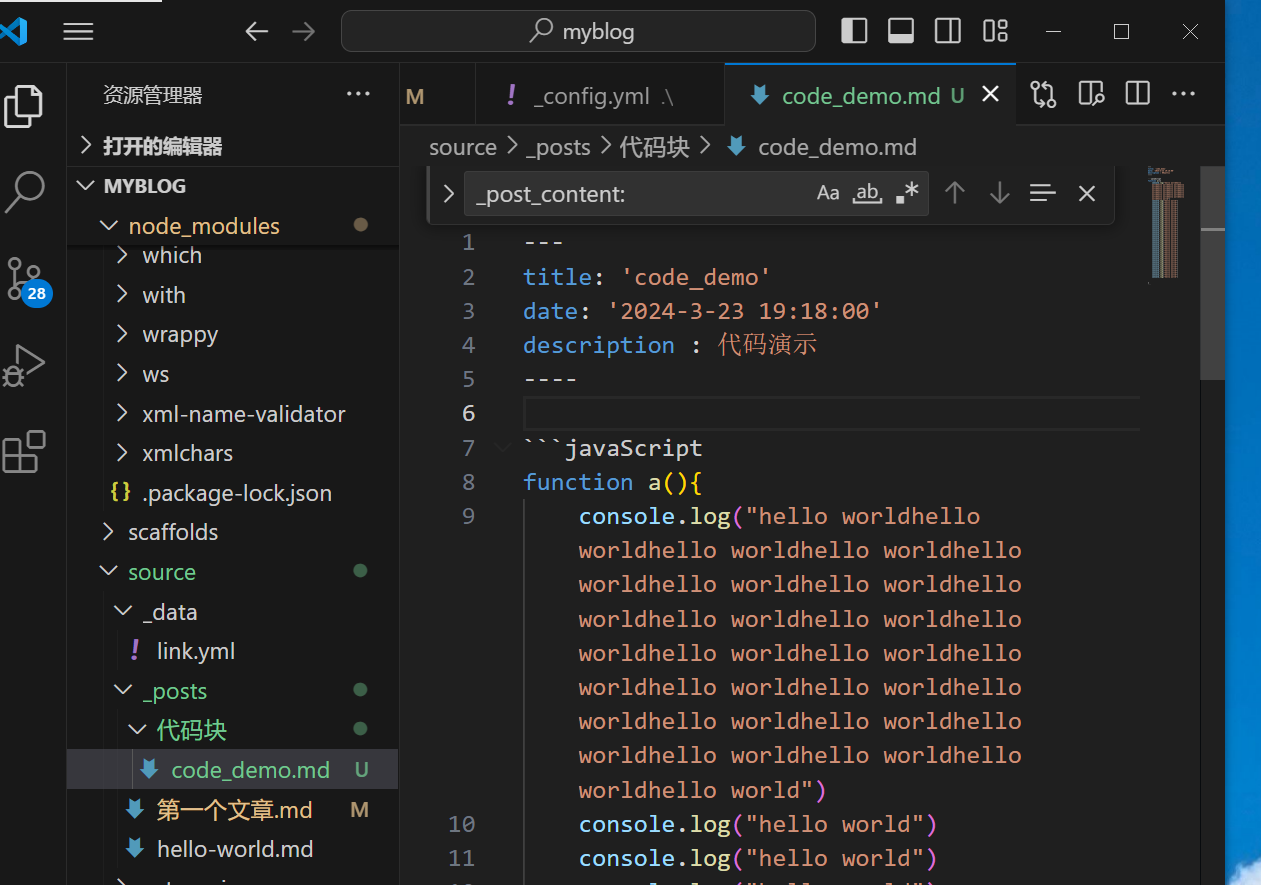 myblog
资源管理器
打开的编辑器
MYBLOG
node_modules
which
with
wrappy
ws
xml-name-validator
xmlchars
{} .package-lock.json
scaffolds
source
_data
! link.yml
_posts
代码块
code_demo.md U
第一个文章.md M
hello-world.md
28
M
! _config.yml .\
code_demo.md U
source > _posts > 代码块 > code_demo.md
_post_content: Aa ab .*
1 ---
2 title: 'code_demo'
3 date: '2024-3-23 19:18:00'
4 description : 代码演示
5 ----
6
7 ```javaScript
8 function a(){
9 console.log("hello worldhello
worldhello worldhello worldhello
worldhello worldhello worldhello
worldhello worldhello worldhello
worldhello worldhello worldhello
worldhello worldhello worldhello
worldhello worldhello worldhello
worldhello worldhello worldhello
worldhello world")
10 console.log("hello world")
11 console.log("hello world")